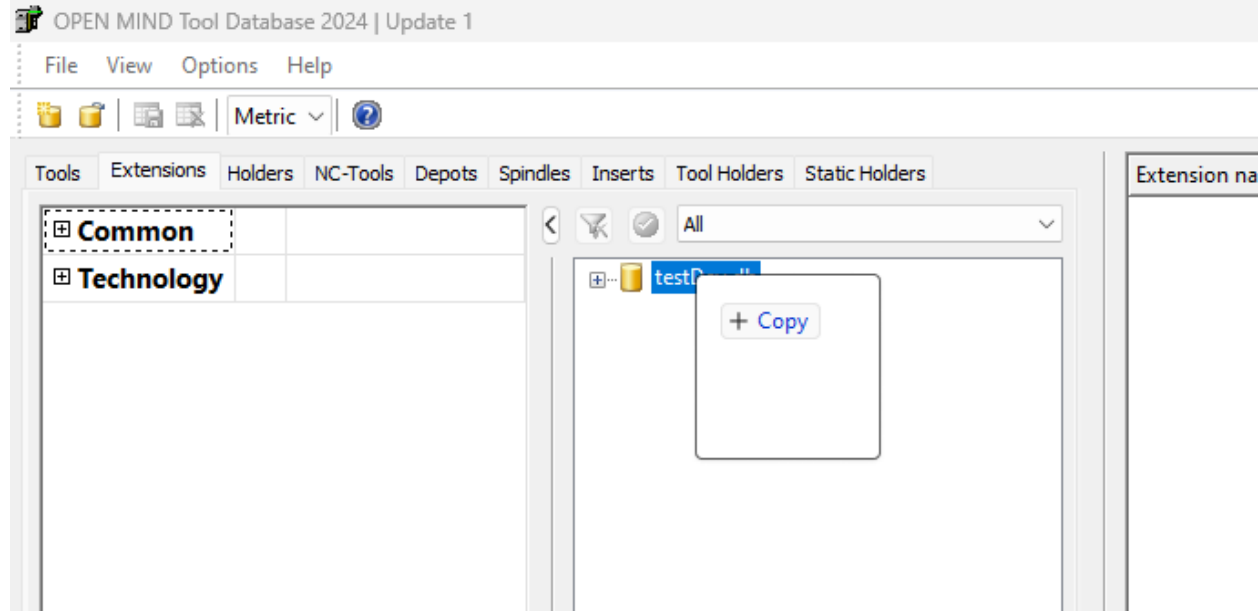 OPEN MIND Tool Database 2024 | Update 1
File View Options Help
Metric
Tools Extensions Holders NC-Tools Depots Spindles Inserts Tool Holders Static Holders
Extension na
Common
All
Technology
+ Copy